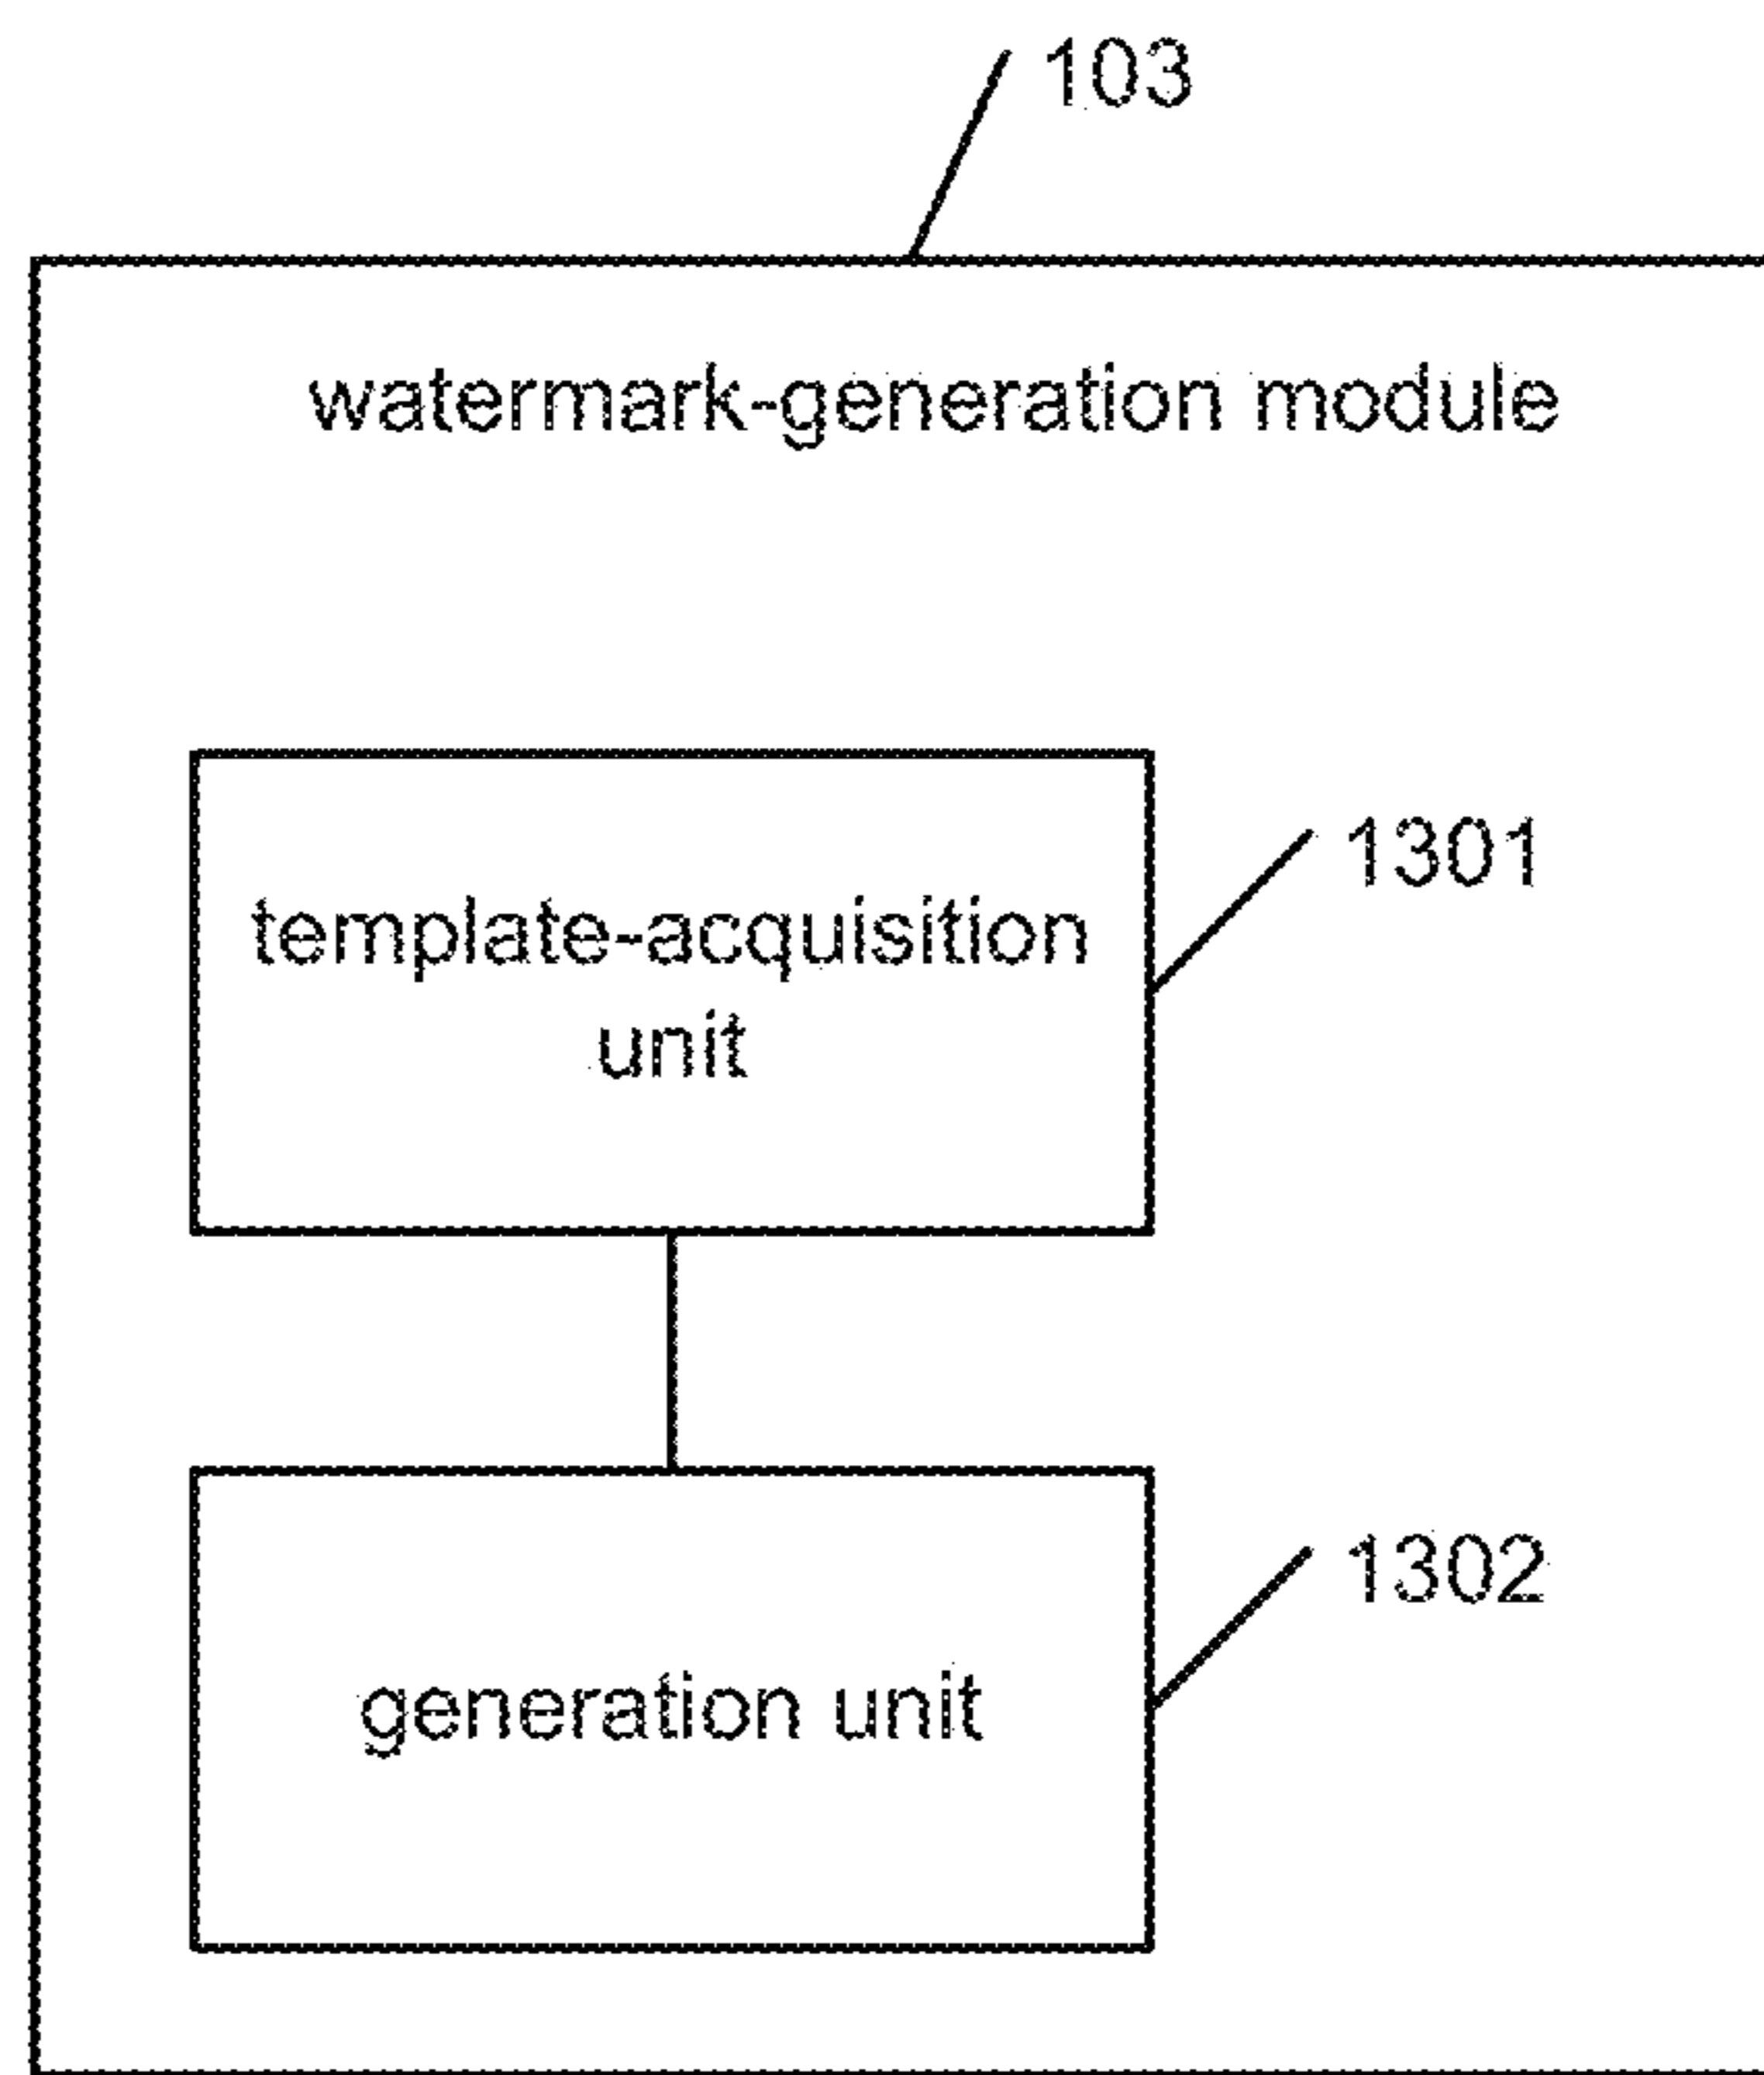 103
watermark-generation module
1301
template-acquisition
unit
1302
generation unit